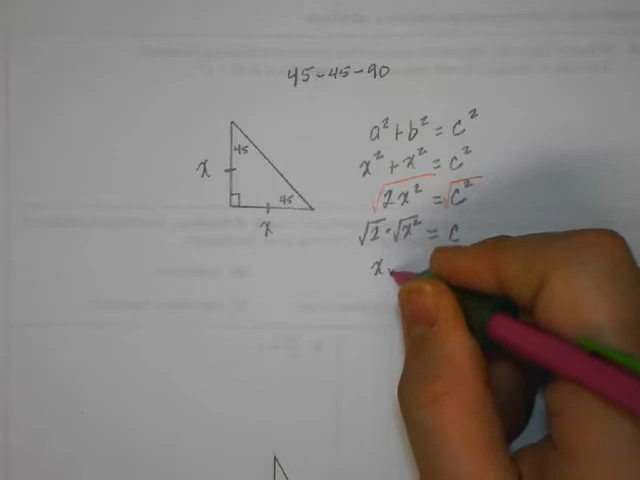 45-45-90
a² + b² = c²
x² + x² = c²
√2x² = √c²
√2 · √x² = c
x
45
x
45
x